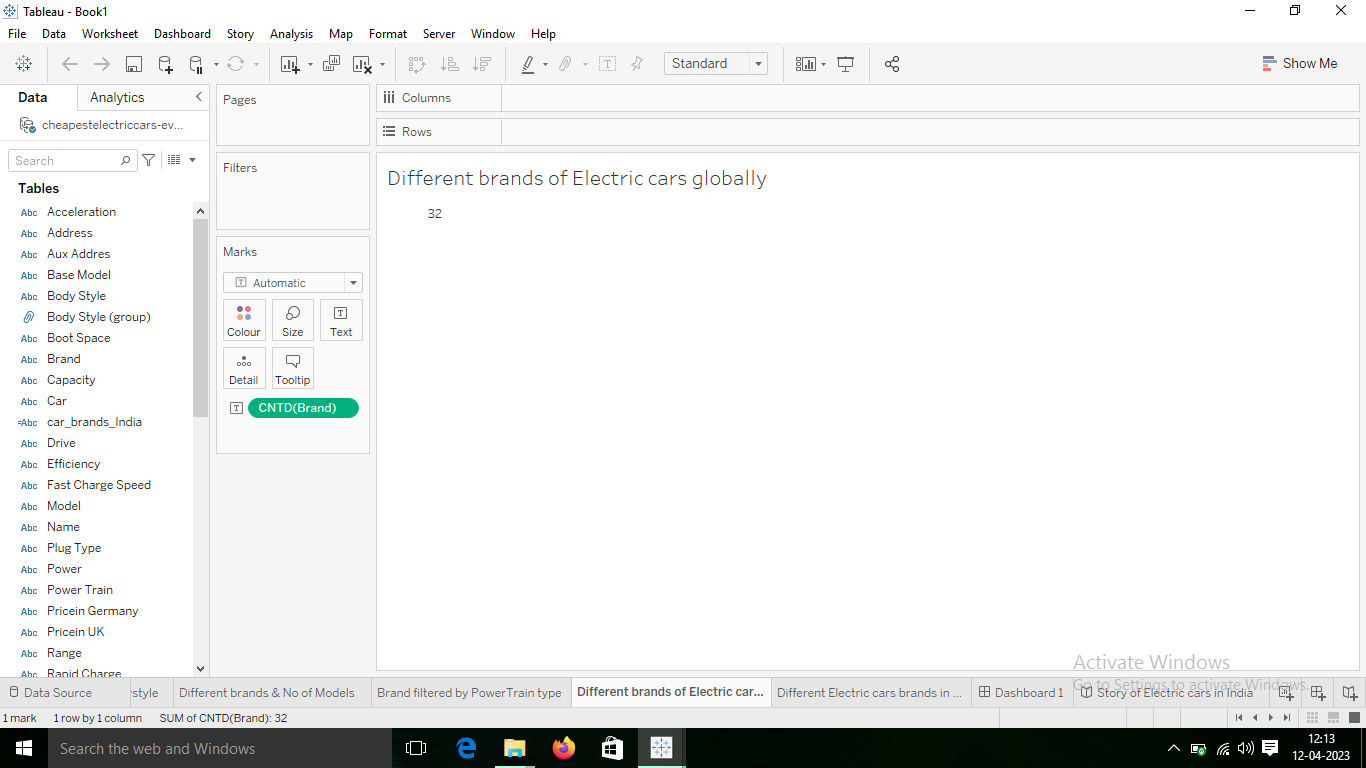 Tableau - Book1
File Data Worksheet Dashboard Story Analysis Map Format Server Window Help
Standard
Show Me
Data Analytics
cheapestelectriccars-ev...
Search
Tables
Abc Acceleration
Abc Address
Abc Aux Addres
Abc Base Model
Abc Body Style
Body Style (group)
Abc Boot Space
Abc Brand
Abc Capacity
Abc Car
=Abc car_brands_India
Abc Drive
Abc Efficiency
Abc Fast Charge Speed
Abc Model
Abc Name
Abc Plug Type
Abc Power
Abc Power Train
Abc Pricein Germany
Abc Pricein UK
Abc Range
Abc Rapid Charge
Pages
Filters
Marks
T Automatic
Colour Size Text
Detail Tooltip
T CNTD(Brand)
Columns
Rows
Different brands of Electric cars globally
32
Activate Windows
Go to Settings to activate Windows.
Data Source style Different brands & No of Models Brand filtered by PowerTrain type Different brands of Electric car... Different Electric cars brands in ... Dashboard 1 Story of Electric cars in India
1 mark 1 row by 1 column SUM of CNTD(Brand): 32
Search the web and Windows
12:13
12-04-2023